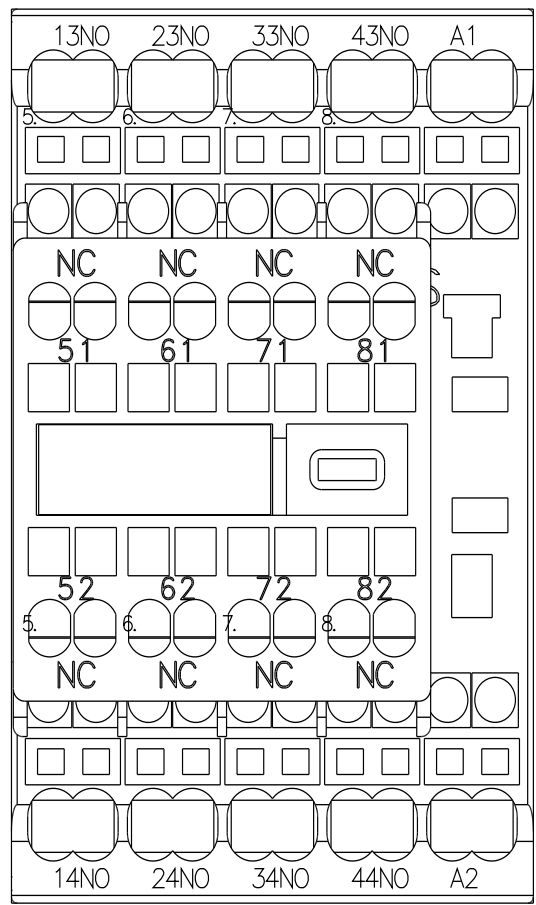 13NO 23NO 33NO 43NO A1
5. 6. 7. 8.
NC NC NC NC
51 61 71 81
52 62 72 82
5. 6. 7. 8.
NC NC NC NC
14NO 24NO 34NO 44NO A2